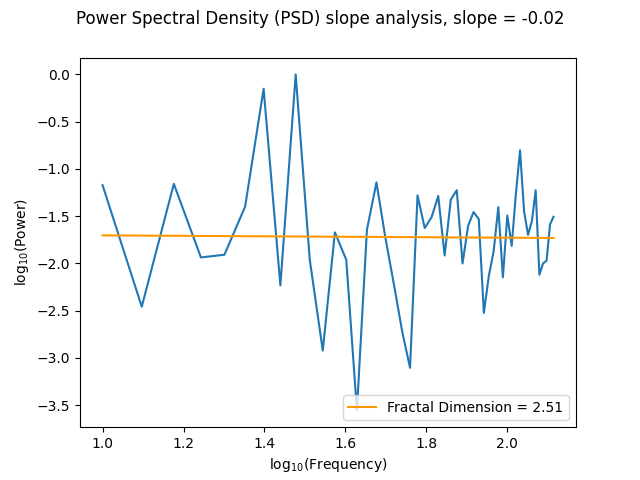 Power Spectral Density (PSD) slope analysis, slope = -0.02
0.0
−0.5
−1.0
−1.5
−2.0
−2.5
−3.0
−3.5
log₁₀(Power)
Fractal Dimension = 2.51
1.0 1.2 1.4 1.6 1.8 2.0
log₁₀(Frequency)